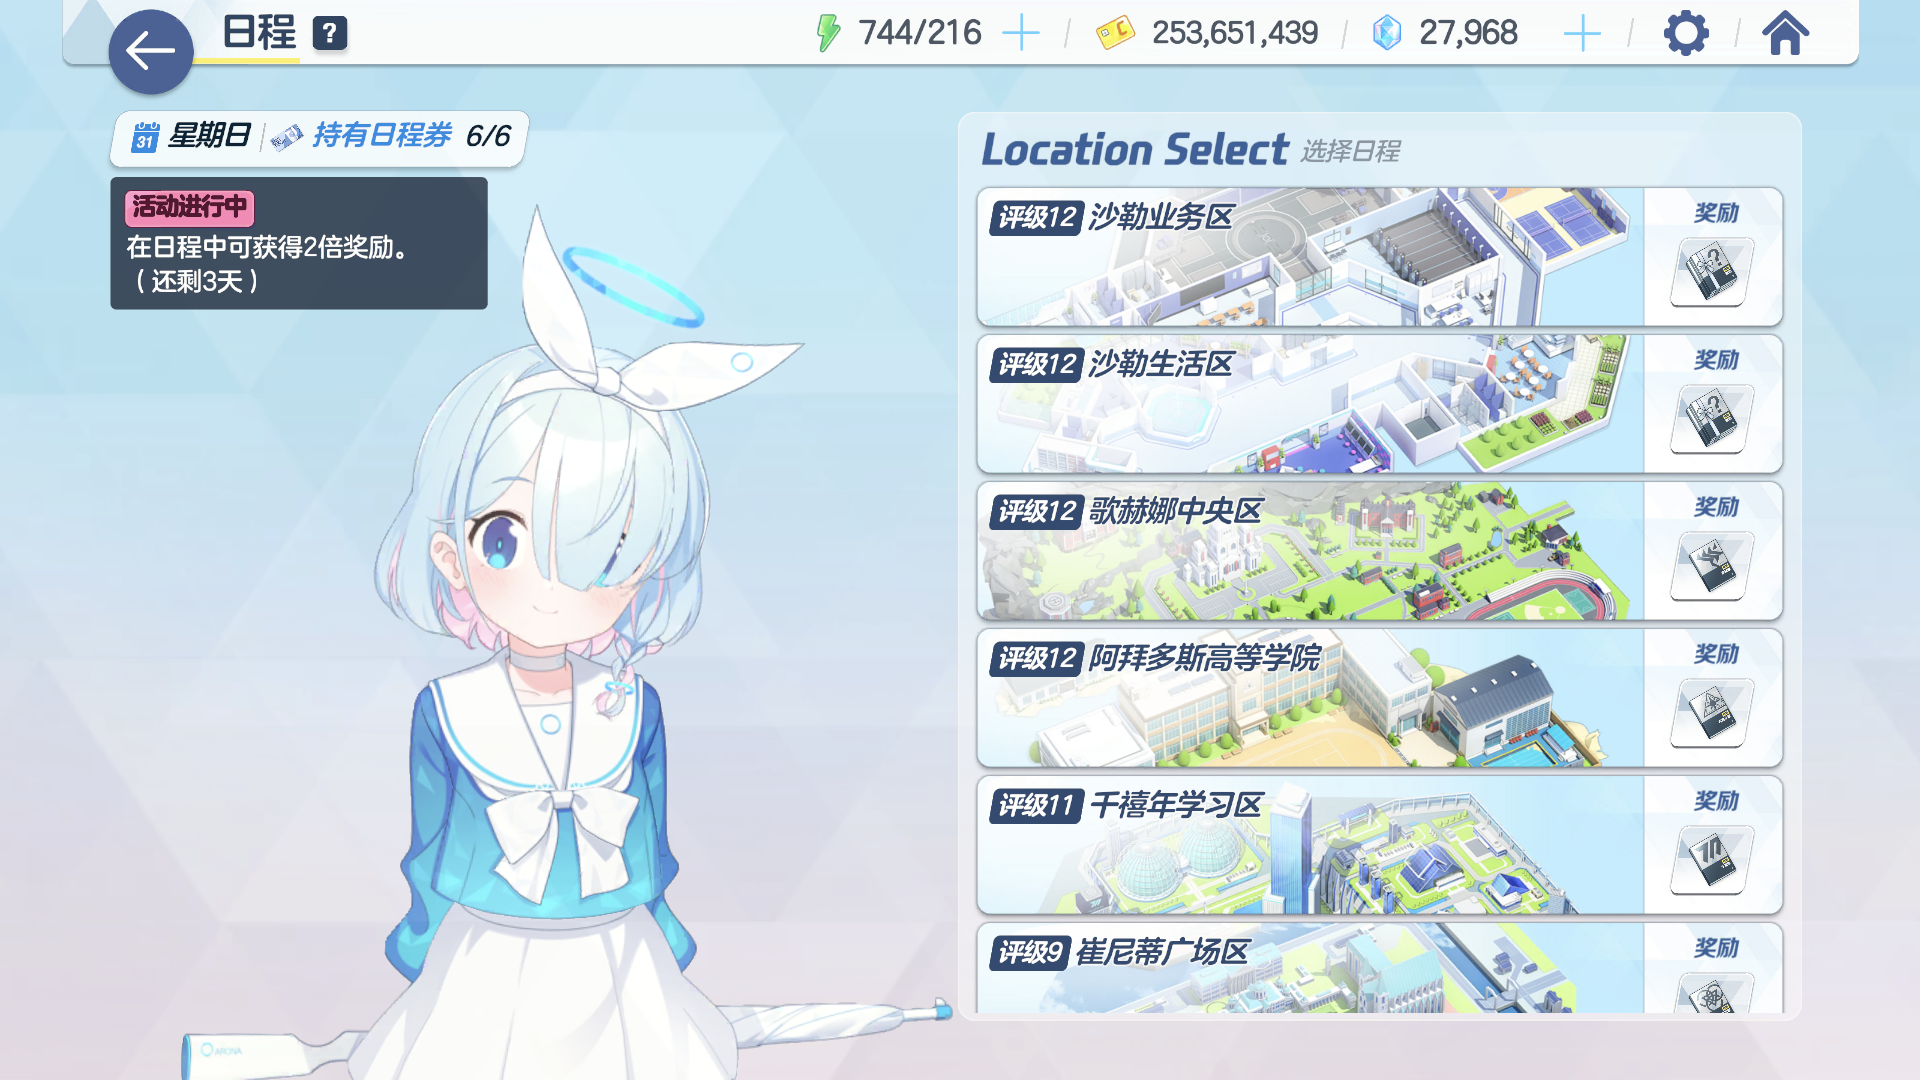 日程 ?
744/216
253,651,439
27,968
31 星期日 持有日程券 6/6
活动进行中
在日程中可获得2倍奖励。
（还剩3天）
Location Select 选择日程
评级12 沙勒业务区 奖励
评级12 沙勒生活区 奖励
评级12 歌赫娜中央区 奖励
评级12 阿拜多斯高等学院 奖励
评级11 千禧年学习区 奖励
评级9 崔尼蒂广场区 奖励
ARONA